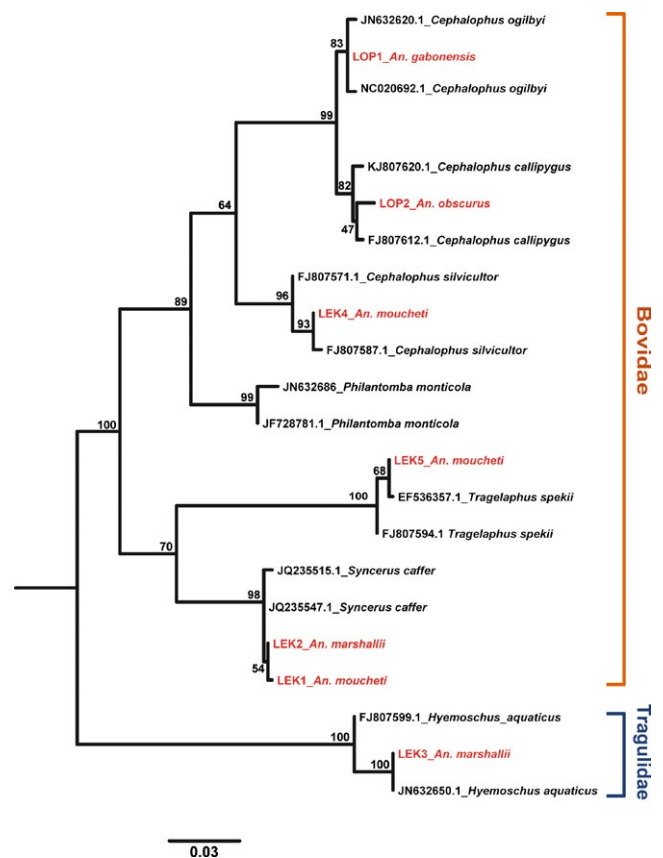 JN632620.1_Cephalophus ogilbyi
83
LOP1_An. gabonensis
NC020692.1_Cephalophus ogilbyi
99
KJ807620.1_Cephalophus callipygus
82
LOP2_An. obscurus
47
FJ807612.1_Cephalophus callipygus
64
FJ807571.1_Cephalophus silvicultor
96
LEK4_An. moucheti
93
FJ807587.1_Cephalophus silvicultor
89
JN632686_Philantomba monticola
99
JF728781.1_Philantomba monticola
100
LEK5_An. moucheti
68
100
EF536357.1_Tragelaphus spekii
FJ807594.1 Tragelaphus spekii
70
JQ235515.1_Syncerus caffer
98
JQ235547.1_Syncerus caffer
LEK2_An. marshallii
54
LEK1_An. moucheti
Bovidae
FJ807599.1_Hyemoschus_aquaticus
100
LEK3_An. marshallii
100
JN632650.1_Hyemoschus aquaticus
Tragulidae
0.03